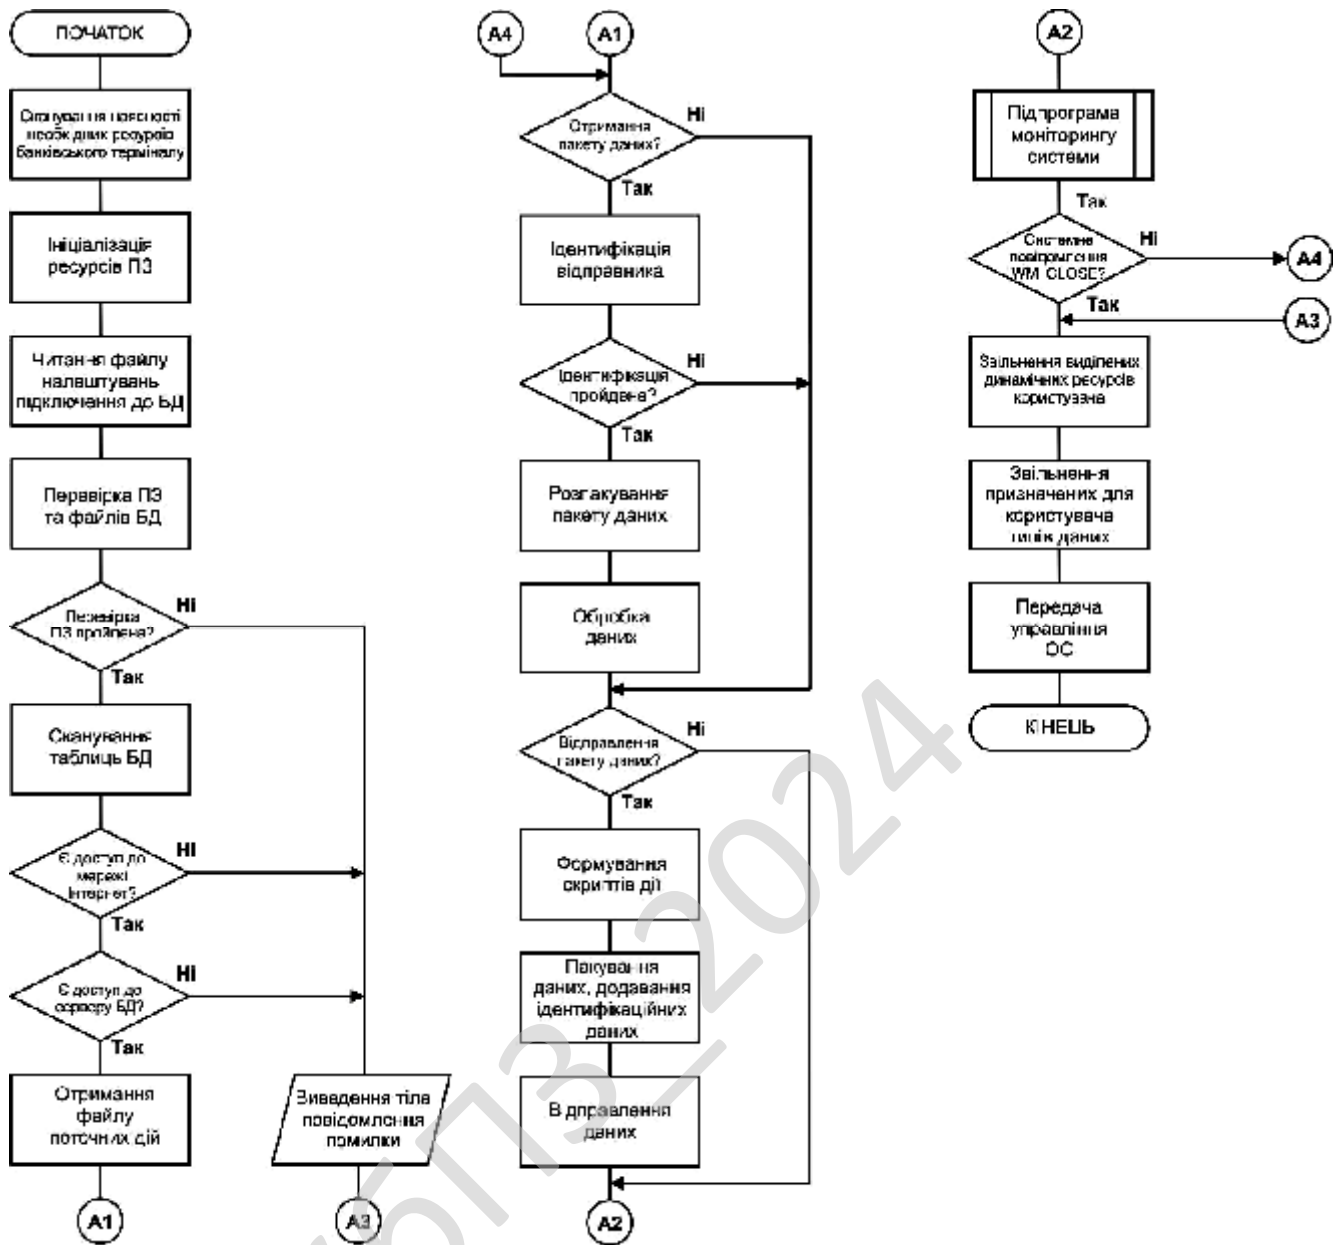 ПОЧАТОК
Сканування наявності
необхідних ресурсів
банківського терміналу
Ініціалізація
ресурсів ПЗ
Читання файлу
налаштувань
підключення до БД
Перевірка ПЗ
та файлів БД
Перевірка
ПЗ пройдена?
Ні
Так
Сканування
таблиць БД
Є доступ до
мережі
Інтернет?
Ні
Так
Є доступ до
серверу БД?
Ні
Так
Отримання
файлу
поточних дій
A1
Виведення тіла
повідомлення
помилки
A3
A4
A1
Отримання
пакету даних?
Ні
Так
Ідентифікація
відправника
Ідентифікація
пройдена?
Ні
Так
Розпакування
пакету даних
Обробка
даних
Відправлення
пакету даних?
Ні
Так
Формування
скриптів дії
Пакування
даних, додавання
ідентифікаційних
даних
Відправлення
даних
A2
A2
Підпрограма
моніторингу
системи
Так
Системне
повідомлення
WM_CLOSE?
Ні
A4
Так
A3
Звільнення виділених
динамічних ресурсів
користувача
Звільнення
призначених для
користувача
типів даних
Передача
управління
ОС
КІНЕЦЬ
бПЗ_2024